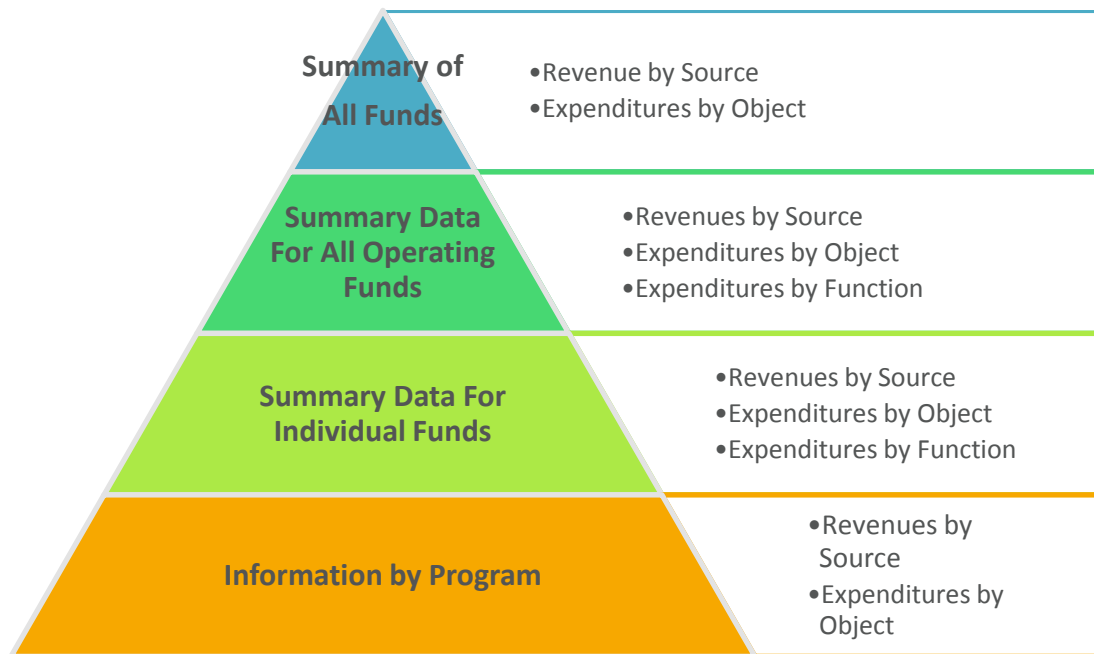 Summary of
All Funds
•Revenue by Source
•Expenditures by Object
Summary Data
For All Operating
Funds
•Revenues by Source
•Expenditures by Object
•Expenditures by Function
Summary Data For
Individual Funds
•Revenues by Source
•Expenditures by Object
•Expenditures by Function
Information by Program
•Revenues by
Source
•Expenditures by
Object